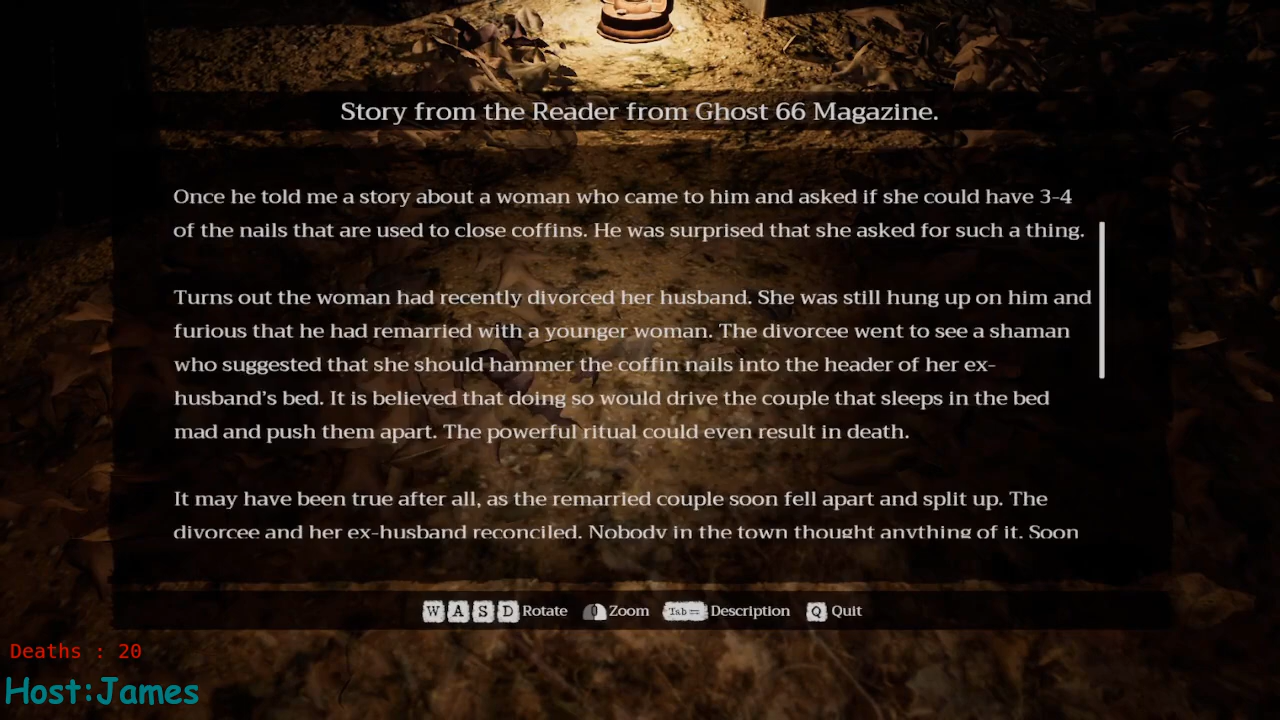 Story from the Reader from Ghost 66 Magazine.
Once he told me a story about a woman who came to him and asked if she could have 3-4
of the nails that are used to close coffins. He was surprised that she asked for such a thing.
Turns out the woman had recently divorced her husband. She was still hung up on him and
furious that he had remarried with a younger woman. The divorcee went to see a shaman
who suggested that she should hammer the coffin nails into the header of her ex-
husband's bed. It is believed that doing so would drive the couple that sleeps in the bed
mad and push them apart. The powerful ritual could even result in death.
It may have been true after all, as the remarried couple soon fell apart and split up. The
divorcee and her ex-husband reconciled. Nobody in the town thought anything of it. Soon
W A S D Rotate Zoom Tab Description Q Quit
Deaths : 20
Host:James